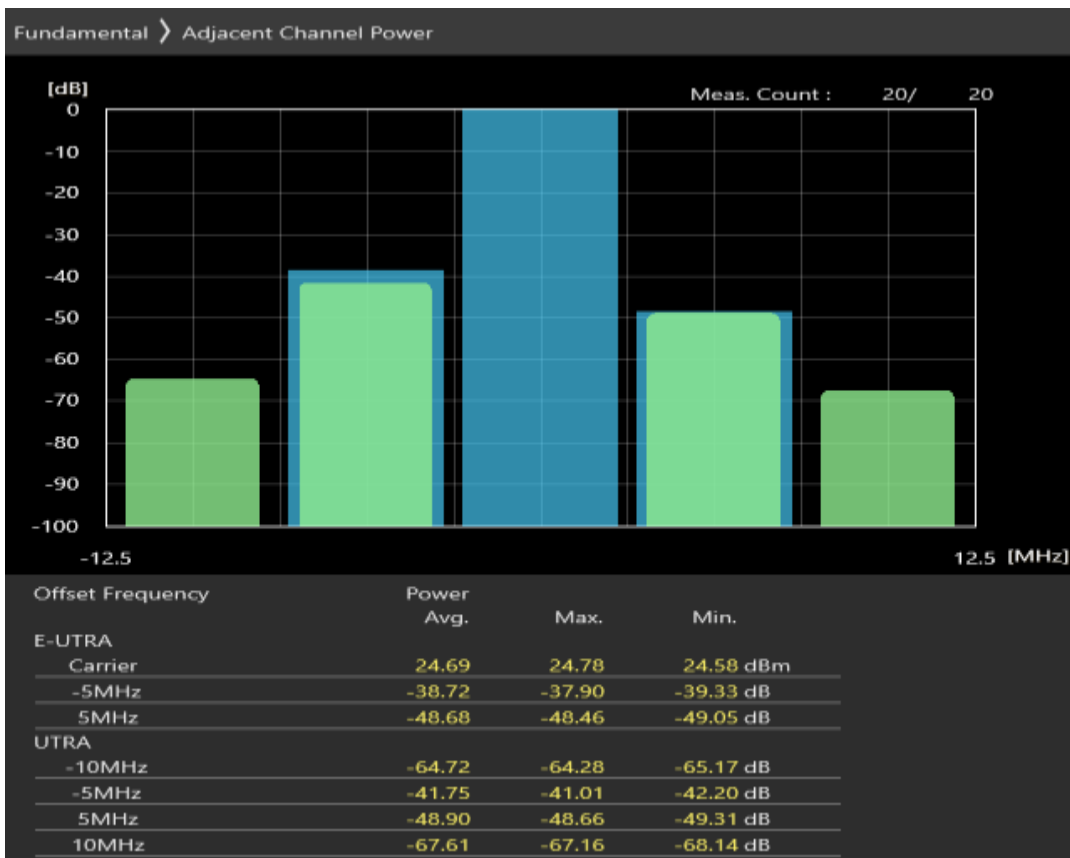 Fundamental 〉 Adjacent Channel Power
[dB]
Meas. Count : 20/ 20
0
-10
-20
-30
-40
-50
-60
-70
-80
-90
-100
-12.5 12.5 [MHz]
Offset Frequency Power
Avg. Max. Min.
E-UTRA
Carrier 24.69 24.78 24.58 dBm
-5MHz -38.72 -37.90 -39.33 dB
5MHz -48.68 -48.46 -49.05 dB
UTRA
-10MHz -64.72 -64.28 -65.17 dB
-5MHz -41.75 -41.01 -42.20 dB
5MHz -48.90 -48.66 -49.31 dB
10MHz -67.61 -67.16 -68.14 dB